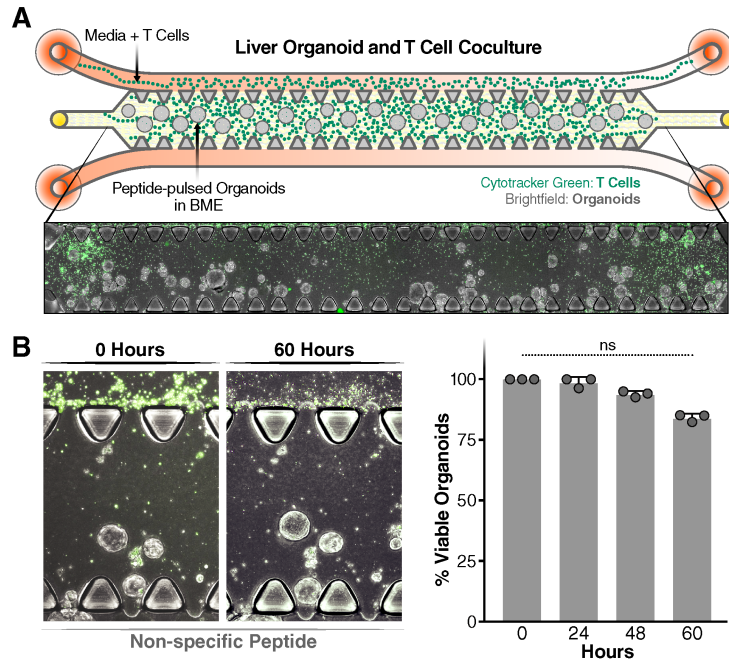 A
Liver Organoid and T Cell Coculture
Media + T Cells
Peptide-pulsed Organoids
in BME
Cytotracker Green: T Cells
Brightfield: Organoids
B
0 Hours
60 Hours
Non-specific Peptide
ns
% Viable Organoids
100
75
50
25
0
0 24 48 60
Hours